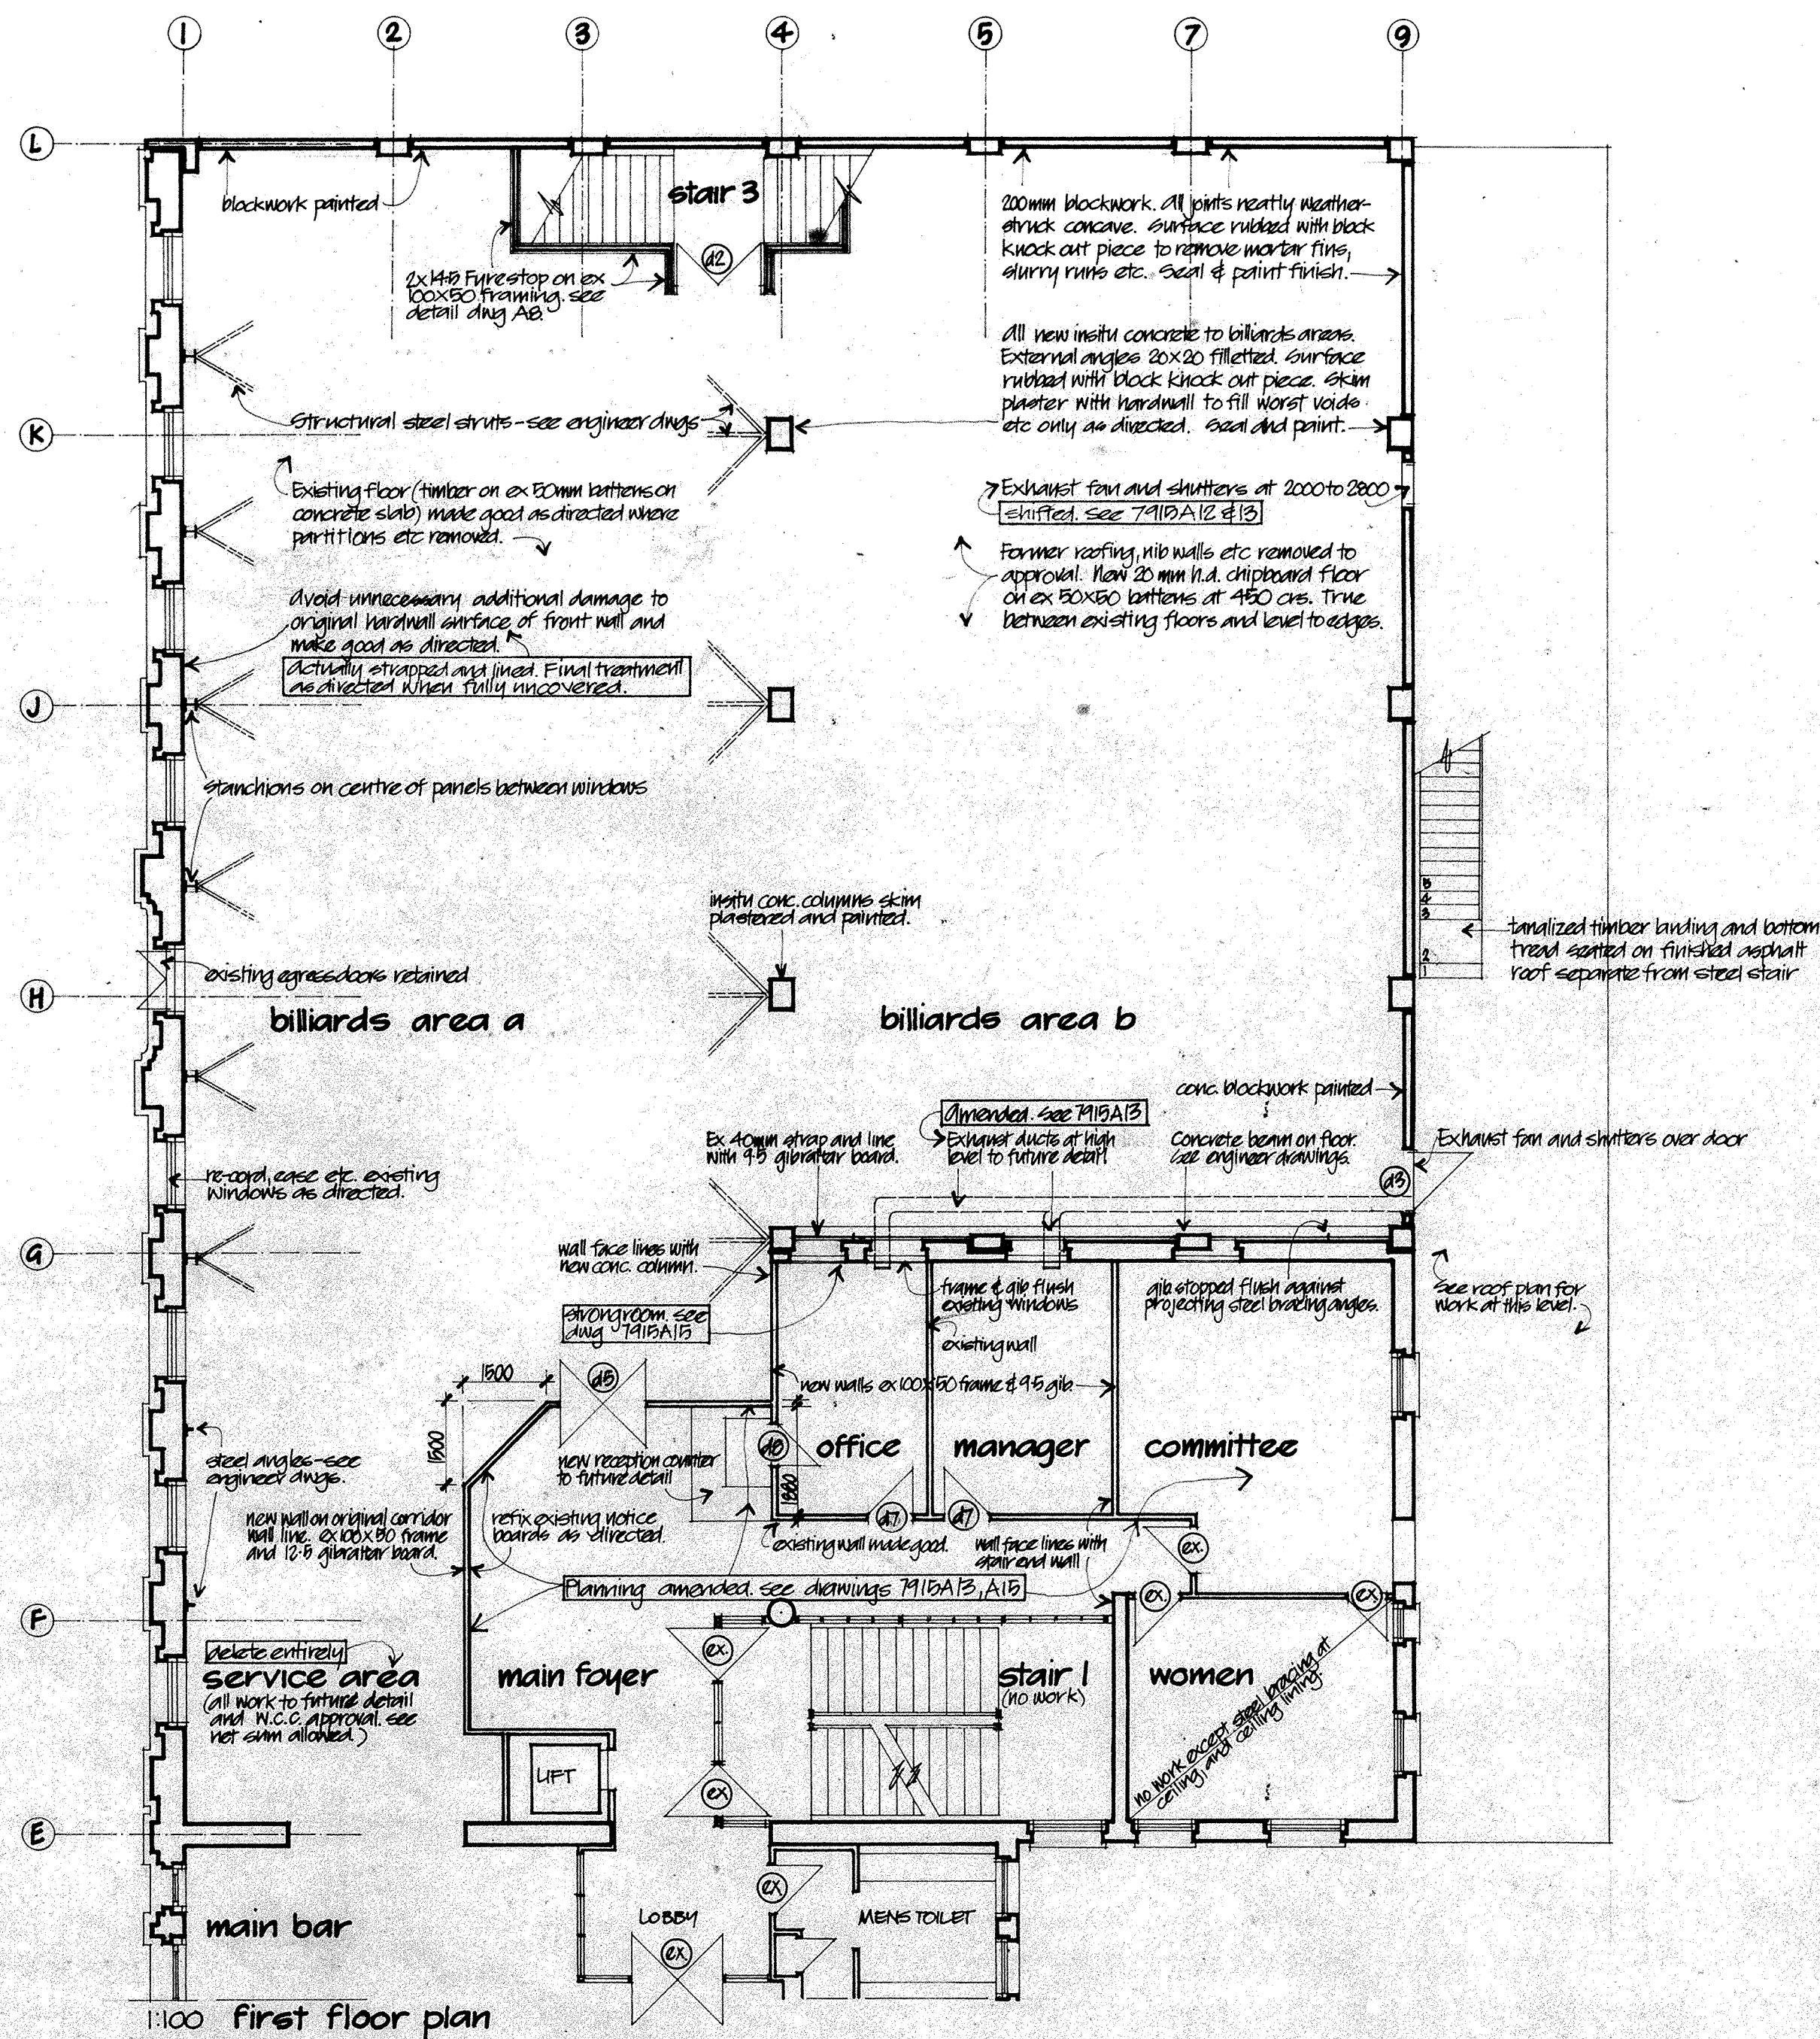 1 2 3 4 5 7 9
L
blockwork painted
stair 3
d2
2x14.5 Fyrestop on ex
100x50 framing. see
detail dwg A8.
200mm blockwork. All joints neatly weather-
struck concave. Surface rubbed with block
knock out piece to remove mortar fins,
slurry runs etc. Seal & paint finish.
All new insitu concrete to billiards areas.
External angles 20x20 filletted. Surface
rubbed with block knock out piece. Skim
plaster with hardwall to fill worst voids
etc only as directed. Seal and paint.
K
Structural steel struts-see engineer dwgs
Existing floor (timber on ex 50mm battens on
concrete slab) made good as directed where
partitions etc removed.
Exhaust fan and shutters at 2000 to 2800
shifted. See 7915A12 & 13
Former roofing, nib walls etc removed to
approval. New 20mm h.d. chipboard floor
on ex 50x50 battens at 450 crs. True
between existing floors and level to edges.
Avoid unnecessary additional damage to
original hardwall surface of front wall and
make good as directed.
Actually strapped and lined. Final treatment
as directed when fully uncovered.
J
Stanchions on centre of panels between windows
insitu conc. columns skim
plastered and painted.
5
4
3
2
1
tanalized timber landing and bottom
tread seated on finished asphalt
roof separate from steel stair
existing egress doors retained
H
billiards area a
billiards area b
conc. blockwork painted
amended. See 7915A13
Ex 40mm strap and line
with 9.5 gibraltar board.
Exhaust ducts at high
level to future detail
Concrete beam on floor.
See engineer drawings.
Exhaust fan and shutters over door
d3
re-cord, ease etc. existing
windows as directed.
G
wall face lines with
new conc. column.
strongroom. see
dwg 7915A15
frame & gib flush
existing windows
existing wall
gib stopped flush against
projecting steel bracing angles.
See roof plan for
work at this level.
1500
d5
new walls ex 100x50 frame & 9.5 gib
1500
d8
office
manager
committee
steel angles-see
engineer dwgs.
new reception counter
to future detail
1880
new wall on original corridor
wall line. ex 100x50 frame
and 12.5 gibraltar board.
refix existing notice
boards as directed.
d7
d7
existing wall made good.
wall face lines with
stair end wall
ex.
Planning amended. see drawings 7915A13, A15
ex.
ex.
F
delete entirely
service area
(all work to future detail
and W.C.C. approval. see
net sum allowed.)
main foyer
ex.
stair 1
(no work)
women
no work except steel bracing at
ceiling, and ceiling lining.
LIFT
ex
E
ex
main bar
LOBBY
MENS TOILET
ex
1:100 first floor plan